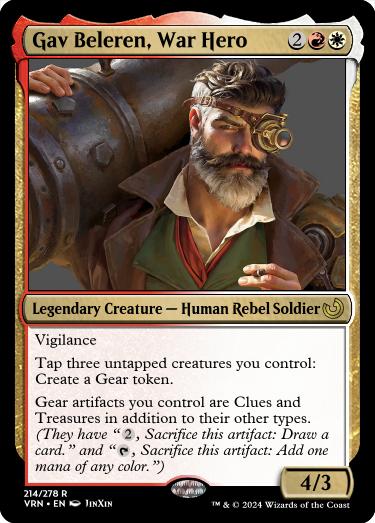 Gav Beleren, War Hero 2
Legendary Creature — Human Rebel Soldier
Vigilance
Tap three untapped creatures you control:
Create a Gear token.
Gear artifacts you control are Clues and
Treasures in addition to their other types.
(They have “2, Sacrifice this artifact: Draw a
card.” and “, Sacrifice this artifact: Add one
mana of any color.”)
4/3
214/278 R
VRN • EN JinXin
™ & © 2024 Wizards of the Coast